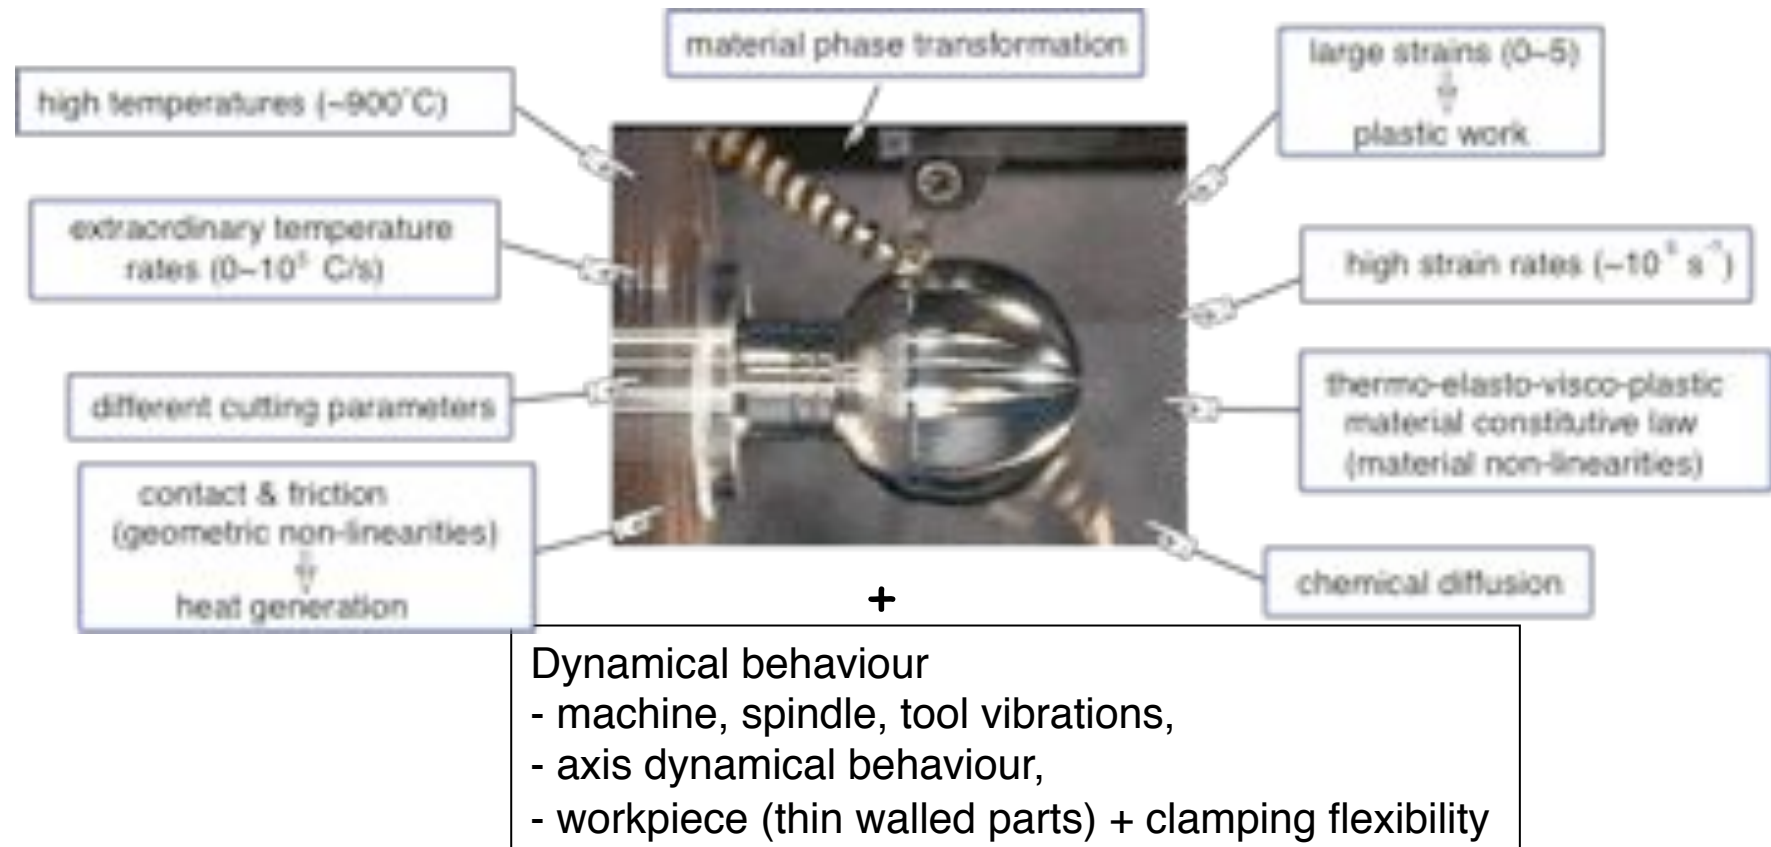 material phase transformation
large strains (0~5)
plastic work
high temperatures (~900°C)
extraordinary temperature
rates (0~10⁵ C/s)
high strain rates (~10⁶ s⁻¹)
different cutting parameters
thermo-elasto-visco-plastic
material constitutive law
(material non-linearities)
contact & friction
(geometric non-linearities)
heat generation
chemical diffusion
+
Dynamical behaviour
- machine, spindle, tool vibrations,
- axis dynamical behaviour,
- workpiece (thin walled parts) + clamping flexibility